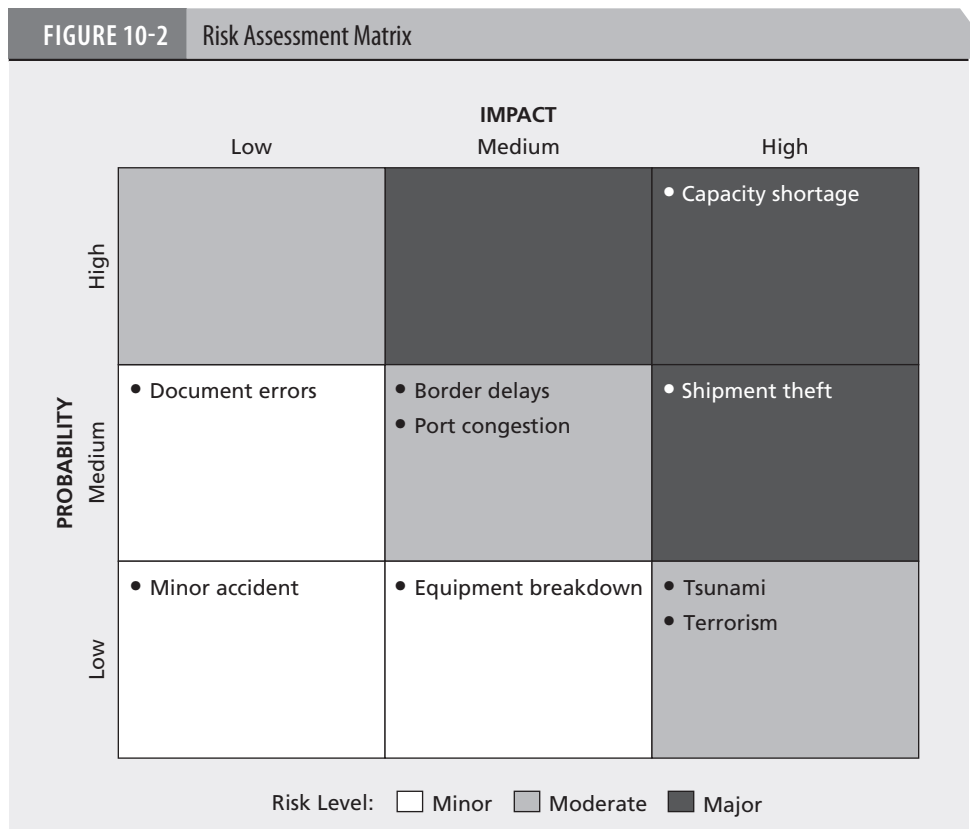 FIGURE 10-2 Risk Assessment Matrix
IMPACT
Low Medium High
PROBABILITY
High
• Capacity shortage
Medium
• Document errors
• Border delays
• Port congestion
• Shipment theft
Low
• Minor accident
• Equipment breakdown
• Tsunami
• Terrorism
Risk Level: Minor Moderate Major